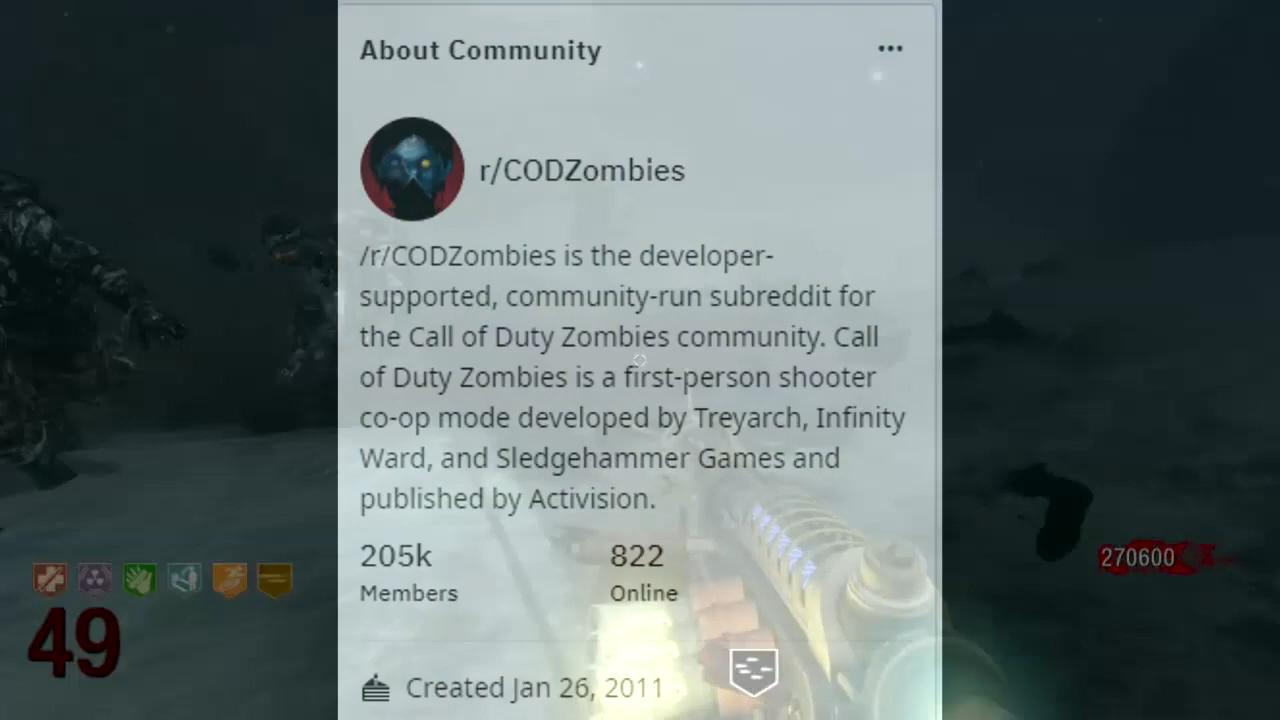 About Community
r/CODZombies
/r/CODZombies is the developer-
supported, community-run subreddit for
the Call of Duty Zombies community. Call
of Duty Zombies is a first-person shooter
co-op mode developed by Treyarch, Infinity
Ward, and Sledgehammer Games and
published by Activision.
205k 822
Members Online
270600
49
Created Jan 26, 2011